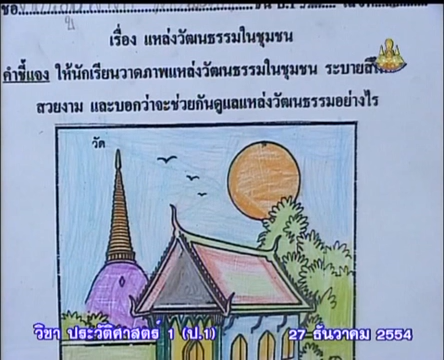 เรื่อง แหล่งวัฒนธรรมในชุมชน
คำชี้แจง ให้นักเรียนวาดภาพแหล่งวัฒนธรรมในชุมชน ระบายสีให้
สวยงาม และบอกว่าจะช่วยกันดูแลแหล่งวัฒนธรรมอย่างไร
วัด
วิชา ประวัติศาสตร์ 1 (ป.1) 27 ธันวาคม 2554